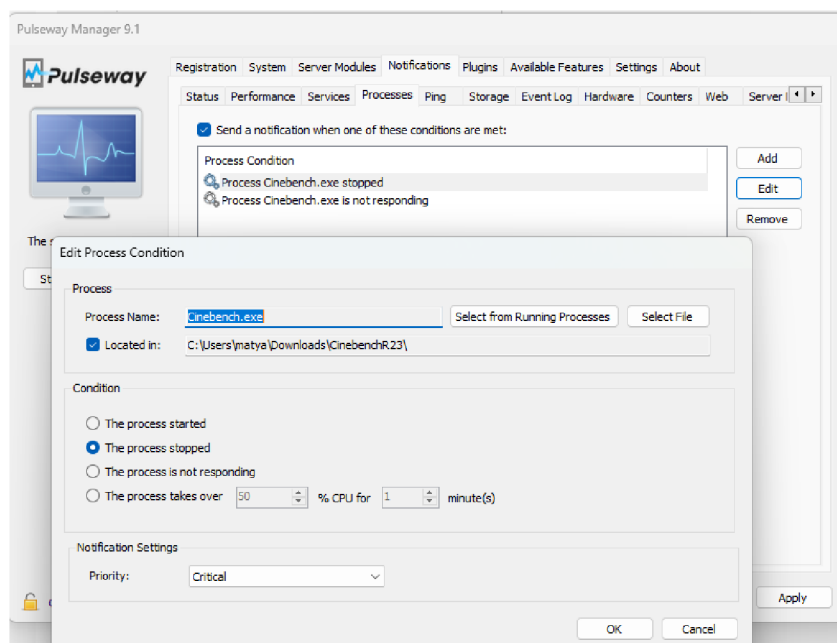 Pulseway Manager 9.1
Pulseway
Registration System Server Modules Notifications Plugins Available Features Settings About
Status Performance Services Processes Ping Storage Event Log Hardware Counters Web Server
Send a notification when one of these conditions are met:
Process Condition
Process Cinebench.exe stopped
Process Cinebench.exe is not responding
Add
Edit
Remove
The
St
Edit Process Condition
Process
Process Name: Cinebench.exe Select from Running Processes Select File
Located in: C:\Users\matya\Downloads\CinebenchR23\
Condition
The process started
The process stopped
The process is not responding
The process takes over 50 % CPU for 1 minute(s)
Notification Settings
Priority: Critical
Apply
OK Cancel